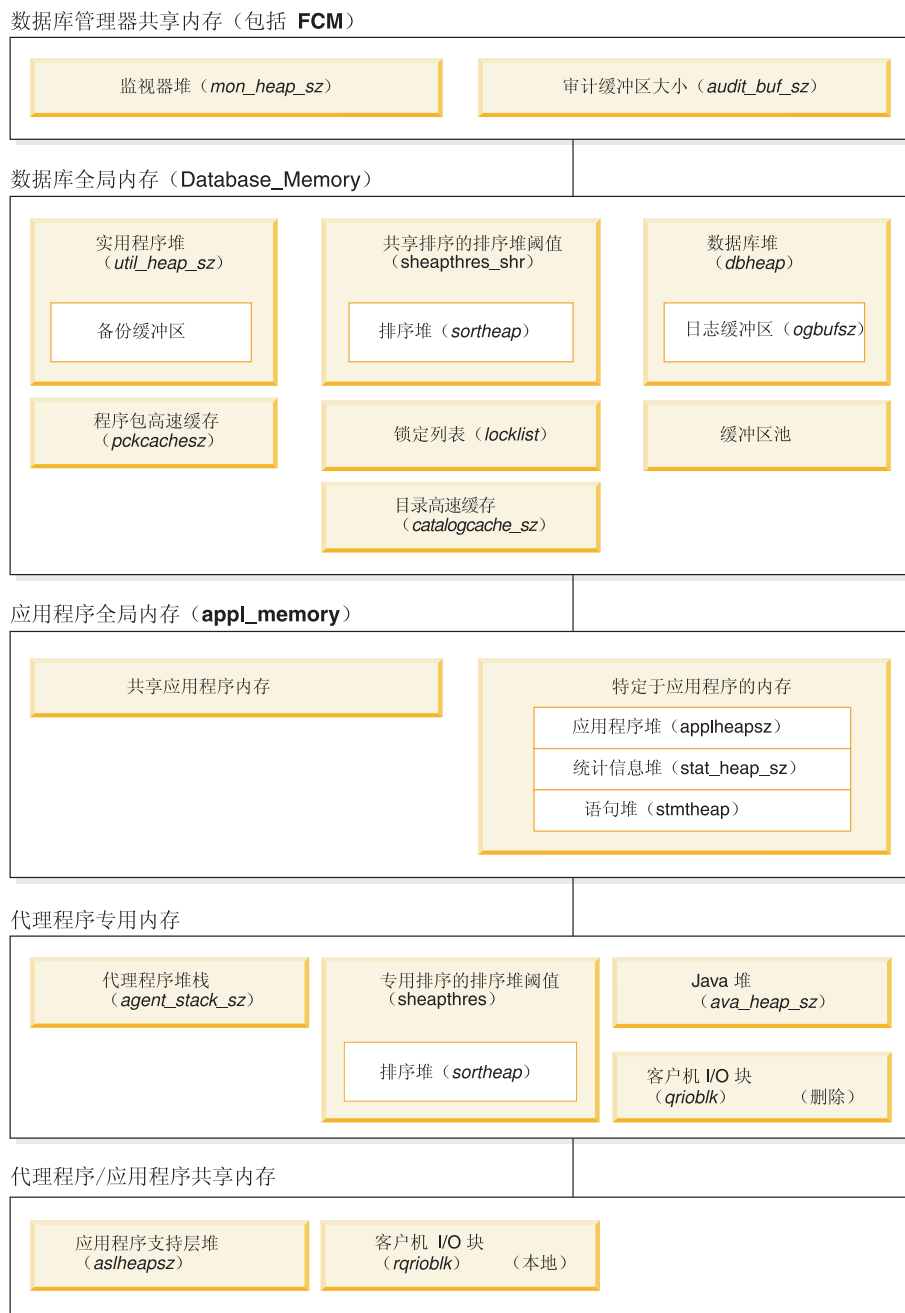 数据库管理器共享内存（包括 FCM）
监视器堆（mon_heap_sz）
审计缓冲区大小（audit_buf_sz）
数据库全局内存（Database_Memory）
实用程序堆
（util_heap_sz）
备份缓冲区
共享排序的排序堆阈值
（sheapthres_shr）
排序堆（sortheap）
数据库堆
（dbheap）
日志缓冲区（ogbufsz）
程序包高速缓存
（pckcachesz）
锁定列表（locklist）
缓冲区池
目录高速缓存
（catalogcache_sz）
应用程序全局内存（appl_memory）
共享应用程序内存
特定于应用程序的内存
应用程序堆（applheapsz）
统计信息堆（stat_heap_sz）
语句堆（stmtheap）
代理程序专用内存
代理程序堆栈
（agent_stack_sz）
专用排序的排序堆阈值
（sheapthres）
排序堆（sortheap）
Java 堆
（ava_heap_sz）
客户机 I/O 块
（qrioblk） （删除）
代理程序/应用程序共享内存
应用程序支持层堆
（aslheapsz）
客户机 I/O 块
（rqrioblk） （本地）